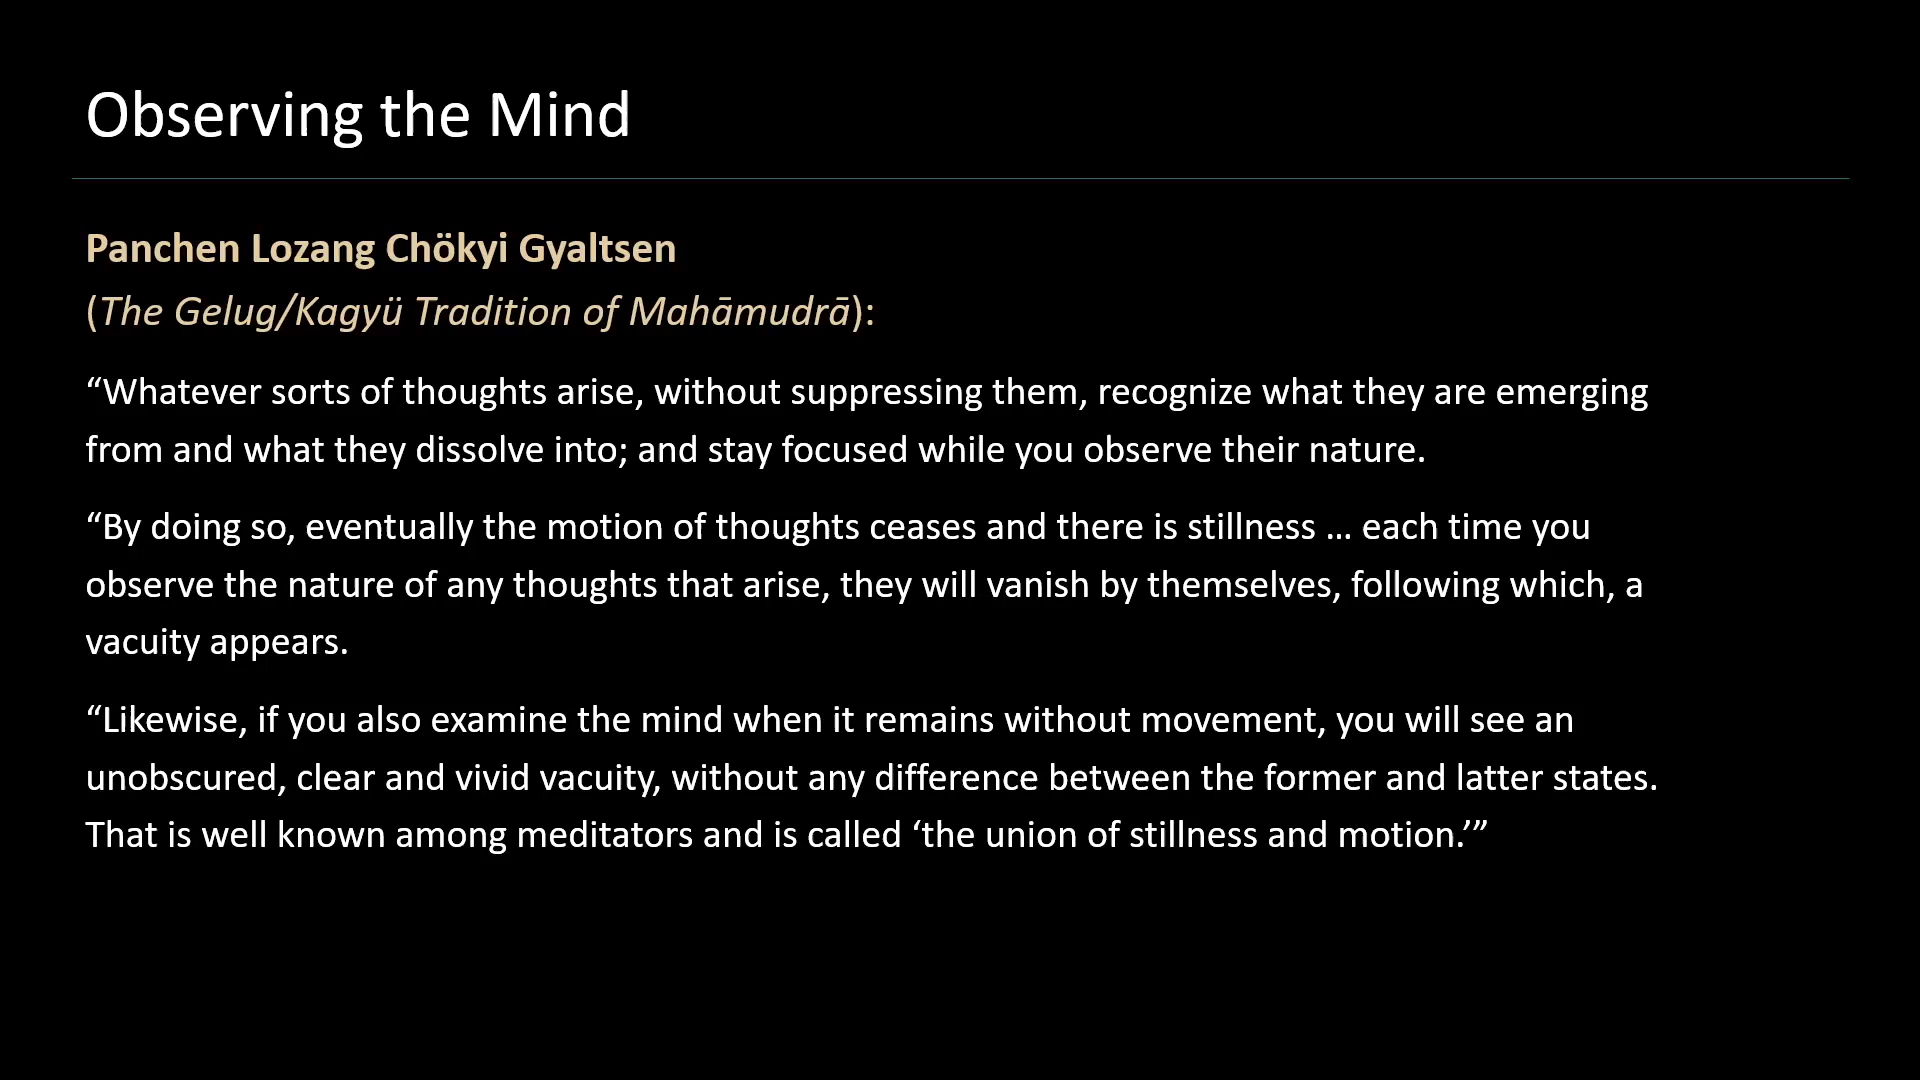 Observing the Mind
Panchen Lozang Chökyi Gyaltsen
(The Gelug/Kagyü Tradition of Mahāmudrā):
“Whatever sorts of thoughts arise, without suppressing them, recognize what they are emerging
from and what they dissolve into; and stay focused while you observe their nature.
“By doing so, eventually the motion of thoughts ceases and there is stillness … each time you
observe the nature of any thoughts that arise, they will vanish by themselves, following which, a
vacuity appears.
“Likewise, if you also examine the mind when it remains without movement, you will see an
unobscured, clear and vivid vacuity, without any difference between the former and latter states.
That is well known among meditators and is called ‘the union of stillness and motion.’”